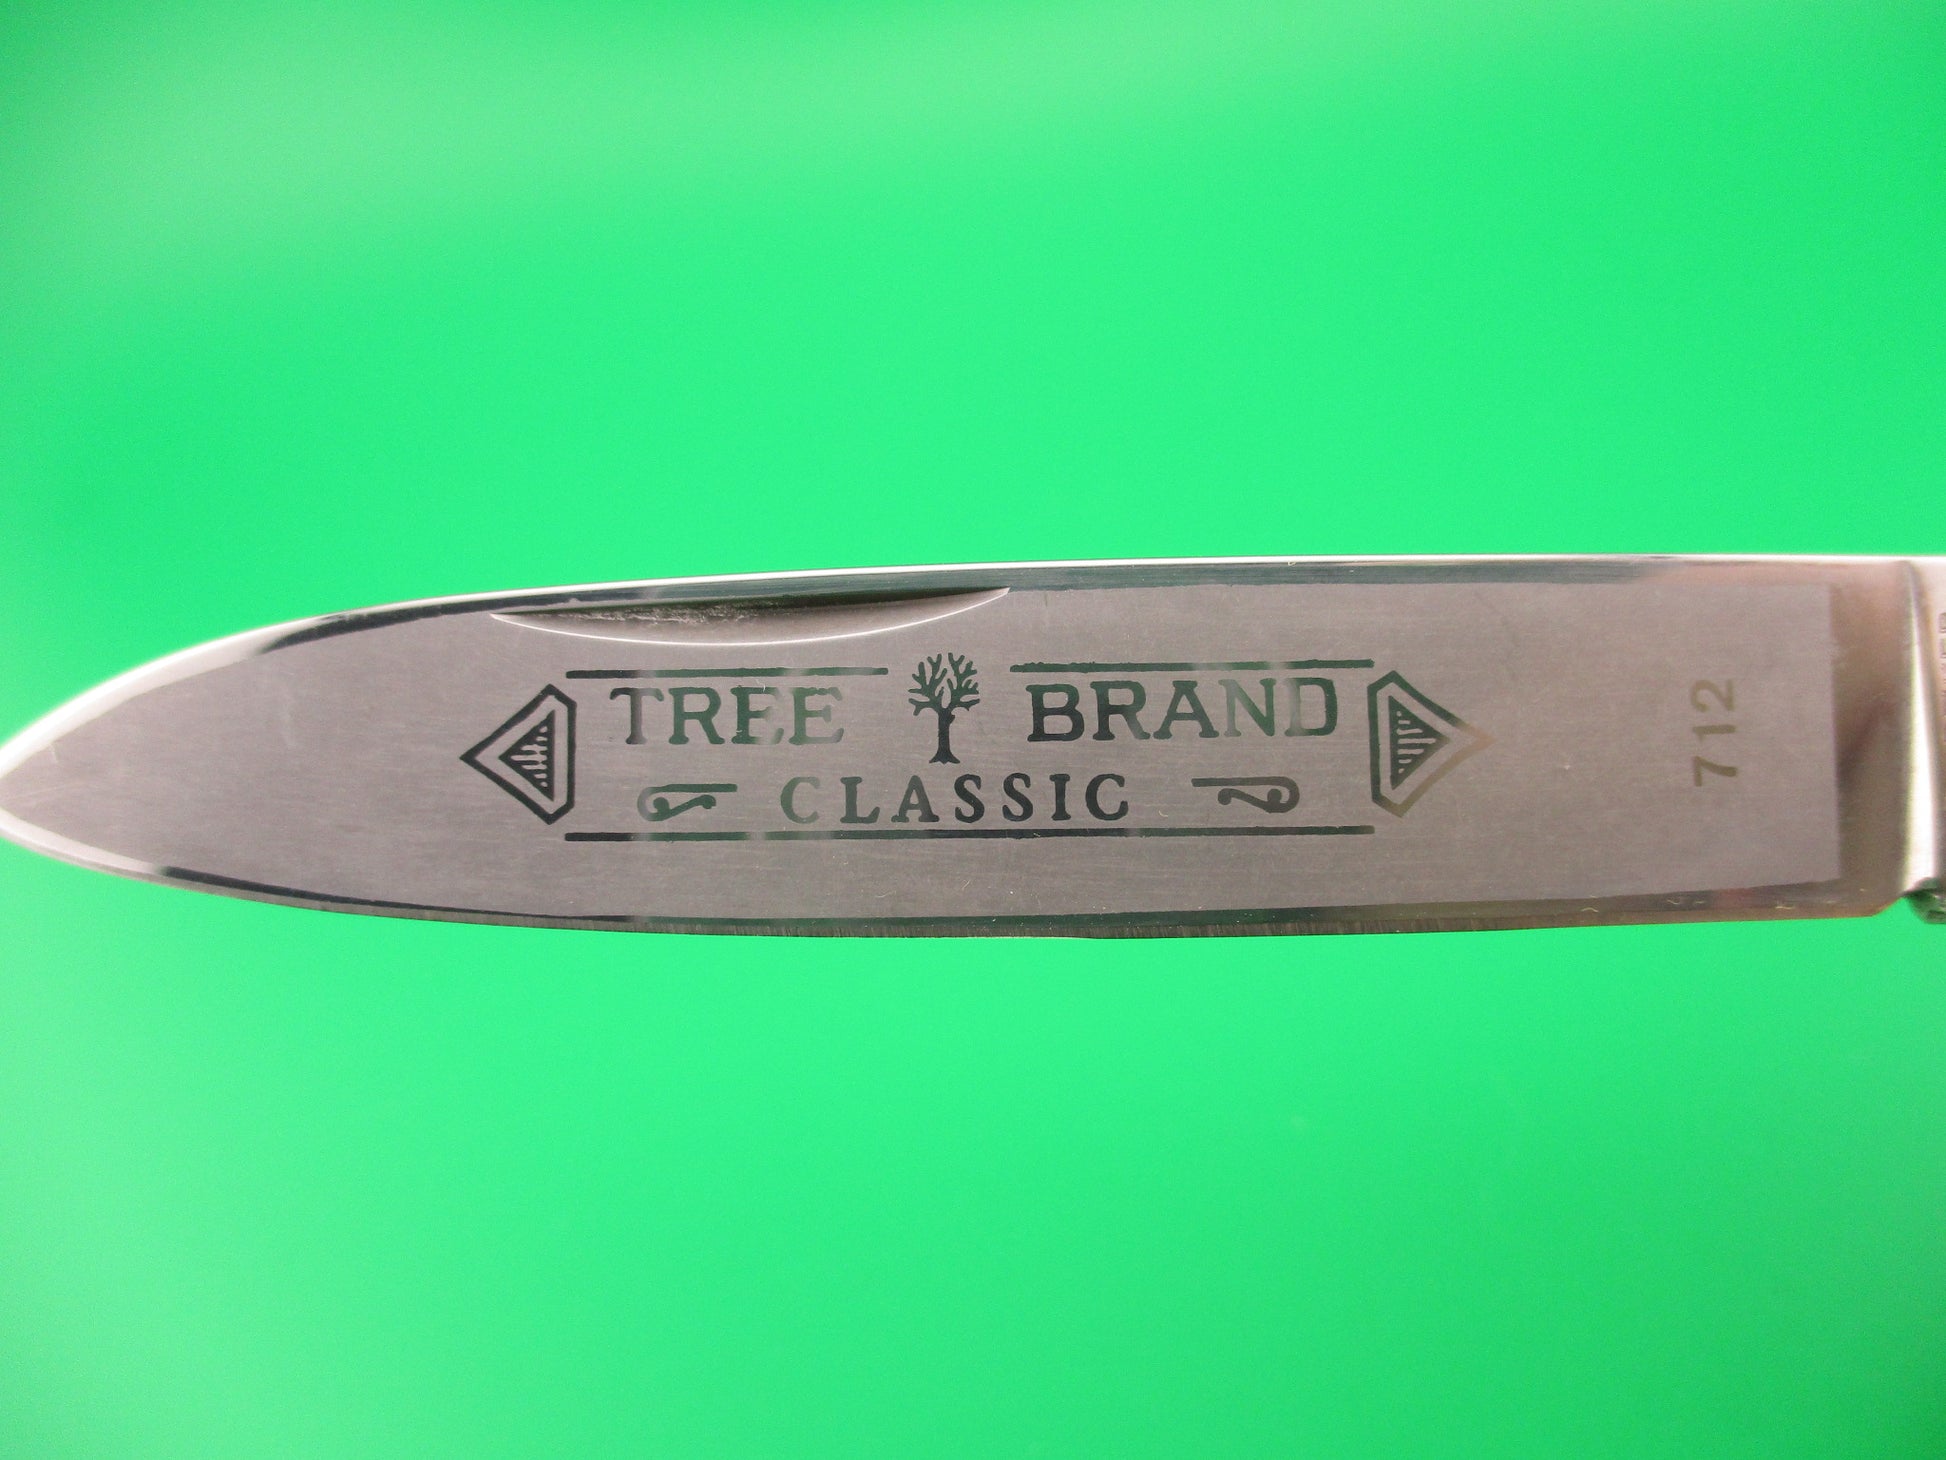 TREE BRAND
CLASSIC
712